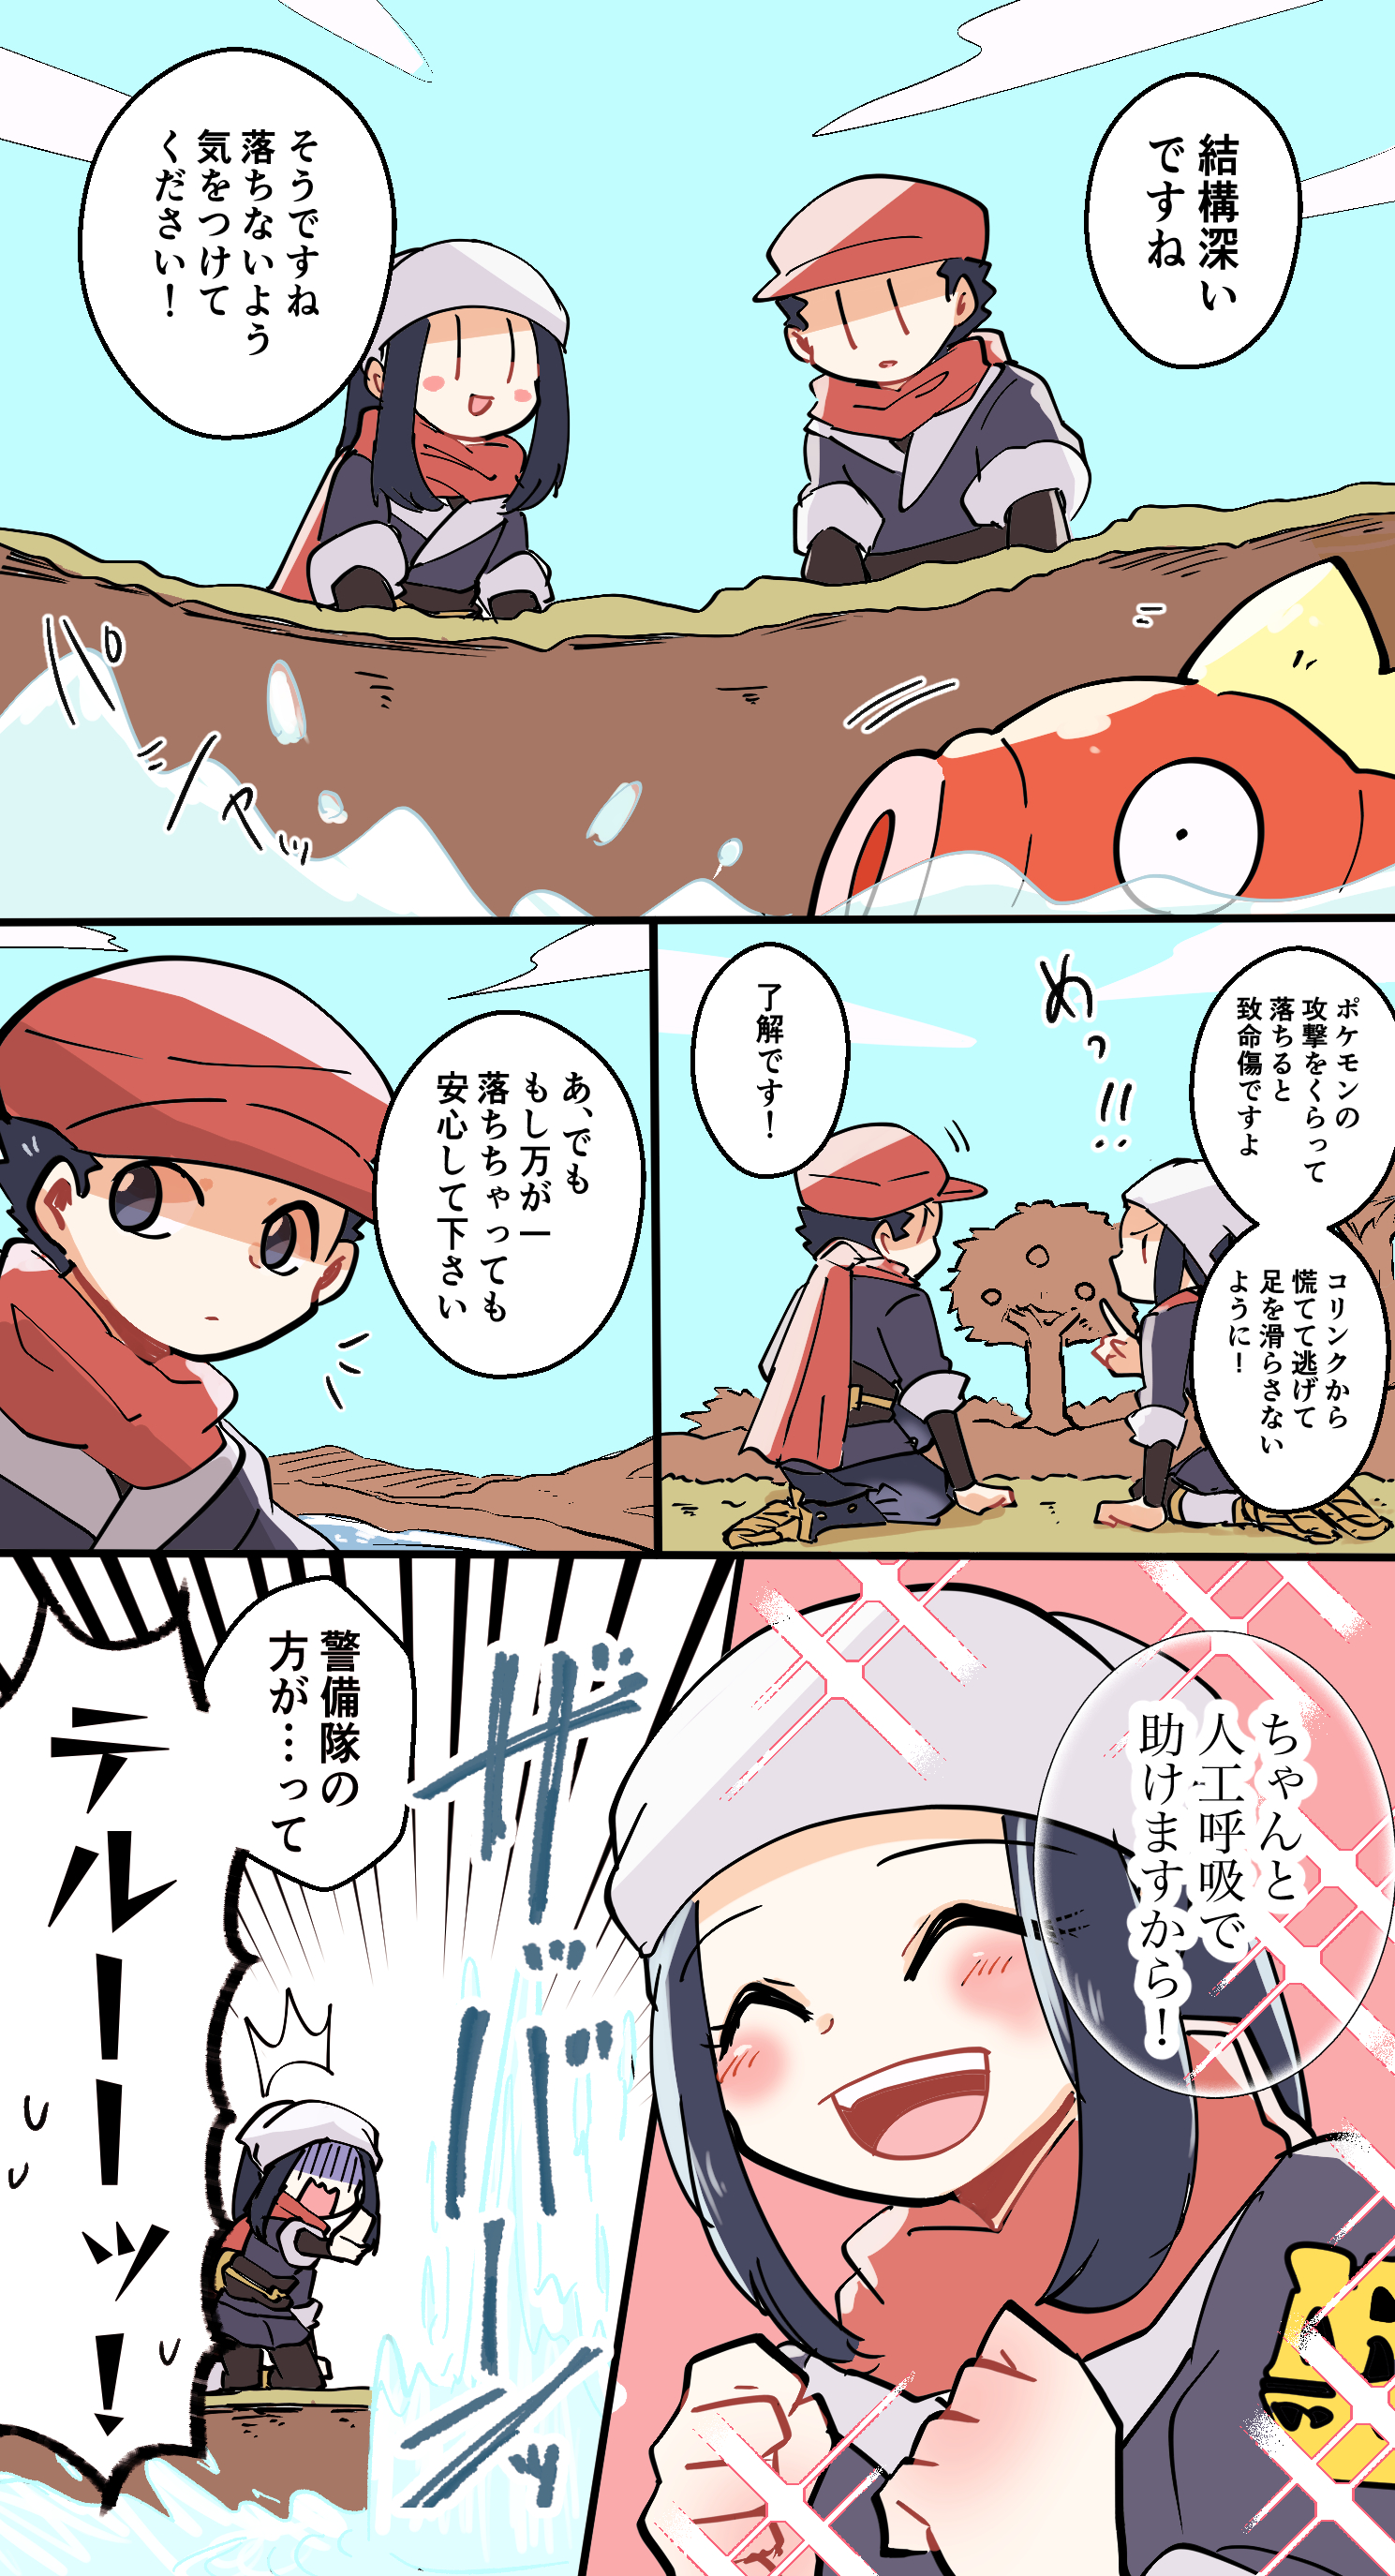 結構深い
ですね
そうですね
落ちないよう
気をつけて
ください！
パシャッ
ポケモンの
攻撃をくらって
落ちると
致命傷ですよ
コリンクから
慌てて逃げて
足を滑らさない
ように！
めっ!!
了解です！
あ、でも
もし万が一
落ちちゃっても
安心して下さい
ちゃんと
人工呼吸で
助けますから！
ザバーンッ
警備隊の
方が…って
テルーーッ！